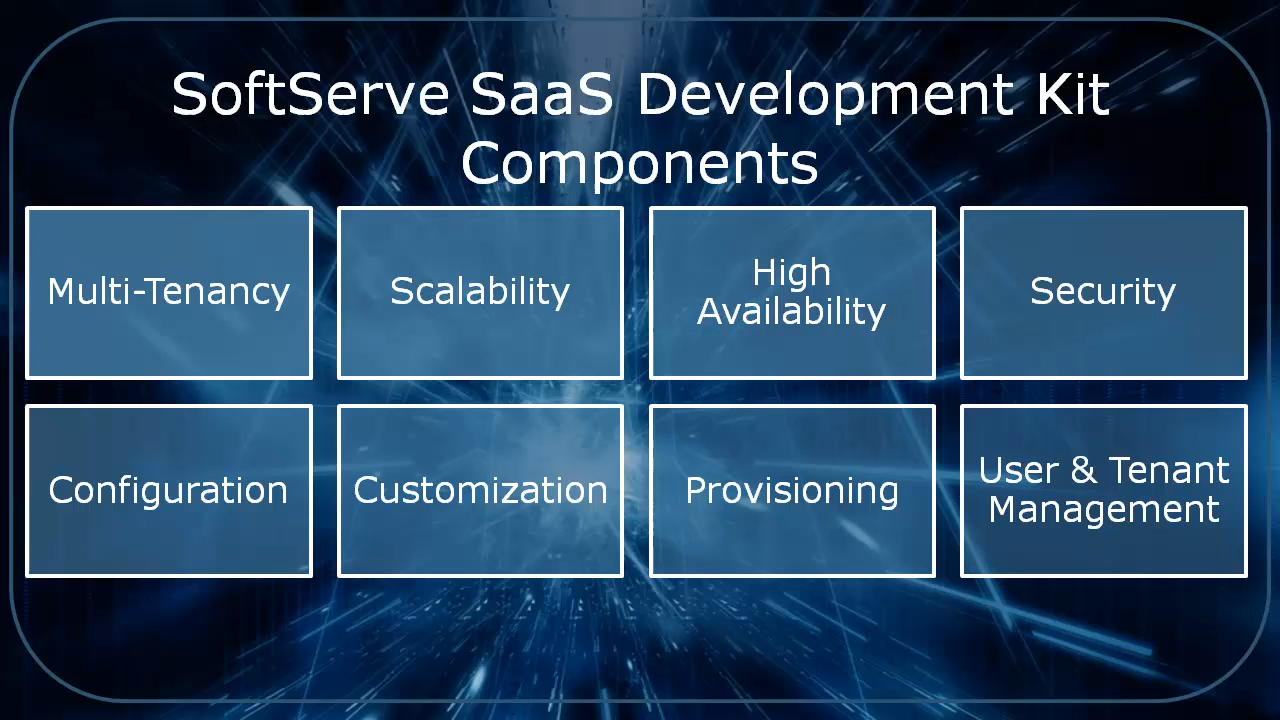 SoftServe SaaS Development Kit
Components
Multi-Tenancy
Scalability
High
Availability
Security
Configuration
Customization
Provisioning
User & Tenant
Management